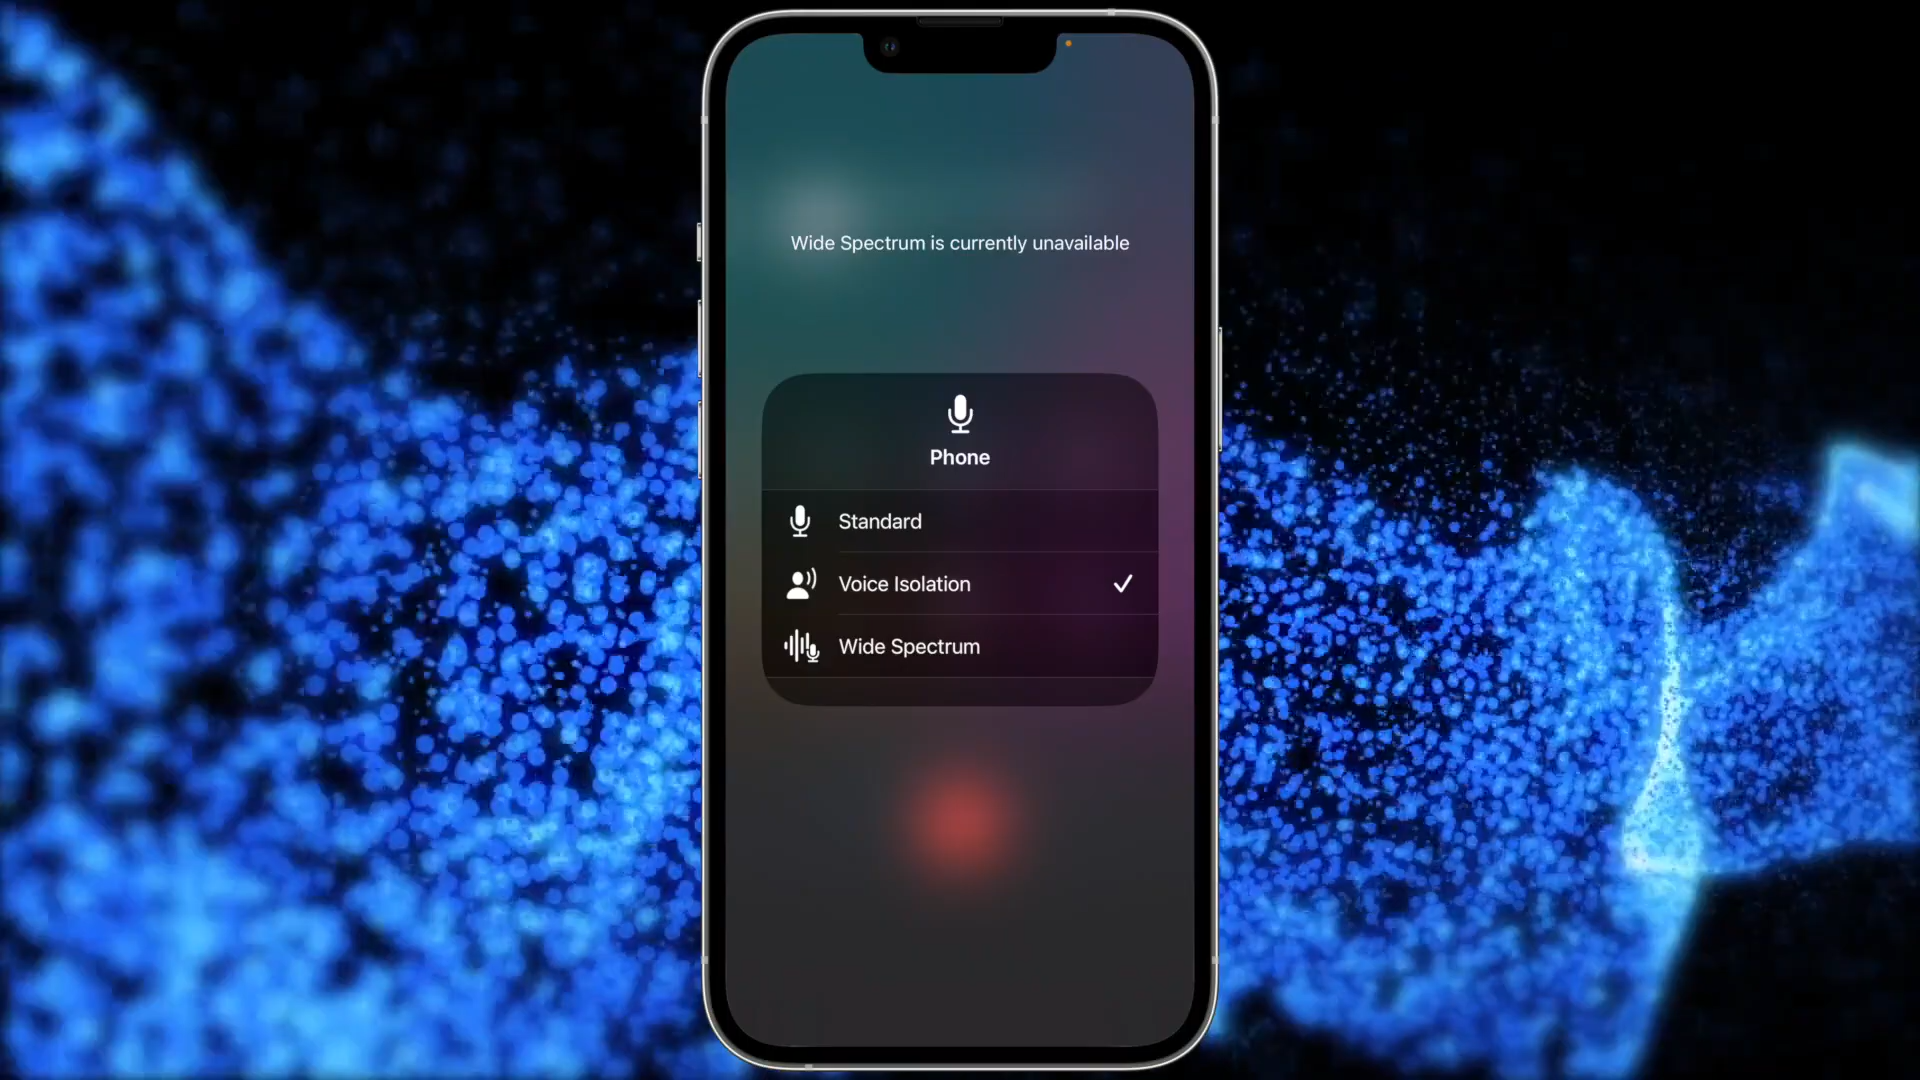 Wide Spectrum is currently unavailable
Phone
Standard
Voice Isolation
Wide Spectrum